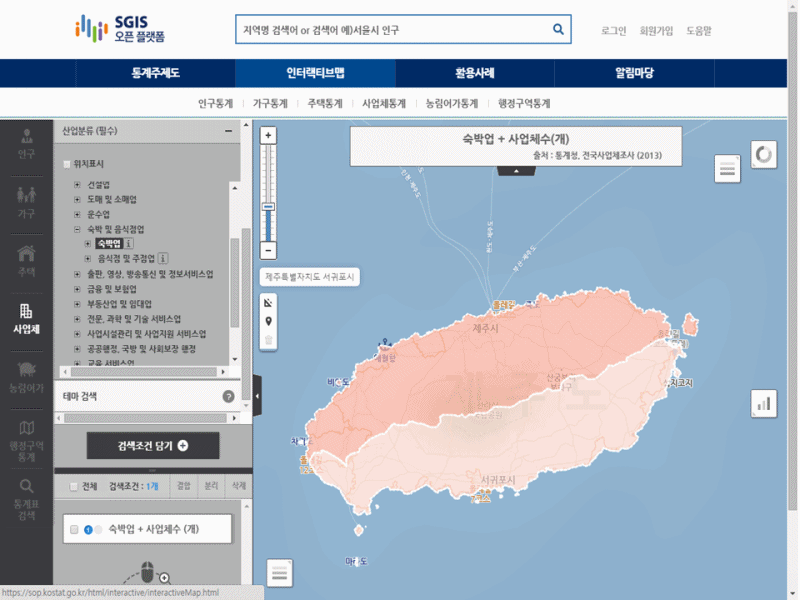 SGIS
오픈 플랫폼
지역명 검색어 or 검색어 예)서울시 인구
로그인 회원가입 도움말
통계주제도 인터랙티브맵 활용사례 알림마당
인구통계 가구통계 주택통계 사업체통계 농림어가통계 행정구역통계
인구
가구
주택
사업체
농림어가
행정구역
통계
통계표
검색
산업분류 (필수)
위치표시
건설업
도매 및 소매업
운수업
숙박 및 음식점업
숙박업
음식점 및 주점업
출판, 영상, 방송통신 및 정보서비스업
금융 및 보험업
부동산업 및 임대업
전문, 과학 및 기술 서비스업
사업시설관리 및 사업지원 서비스업
공공행정, 국방 및 사회보장 행정
교육 서비스업
테마 검색 ?
검색조건 담기
전체 검색조건 : 1개 결합 분리 삭제
숙박업 + 사업체수 (개)
숙박업 + 사업체수(개)
출처 : 통계청, 전국사업체조사 (2013)
제주특별자치도 서귀포시
제주시
서귀포시
https://sop.kostat.go.kr/html/interactive/interactiveMap.html